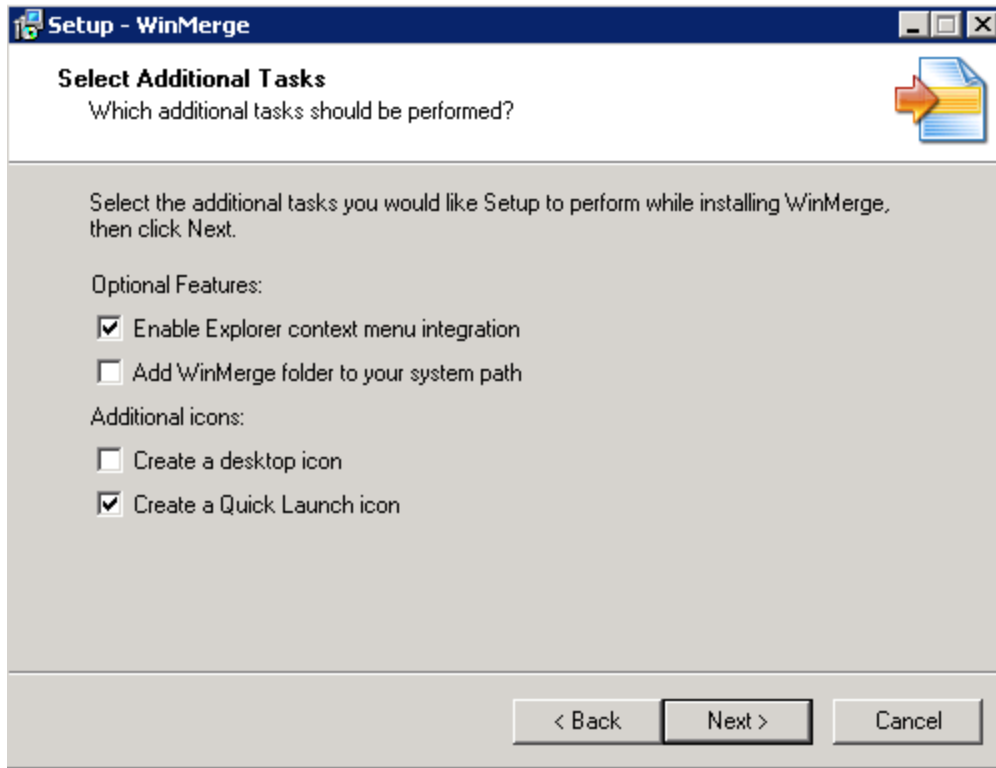 Setup - WinMerge
Select Additional Tasks
Which additional tasks should be performed?
Select the additional tasks you would like Setup to perform while installing WinMerge,
then click Next.
Optional Features:
Enable Explorer context menu integration
Add WinMerge folder to your system path
Additional icons:
Create a desktop icon
Create a Quick Launch icon
< Back
Next >
Cancel